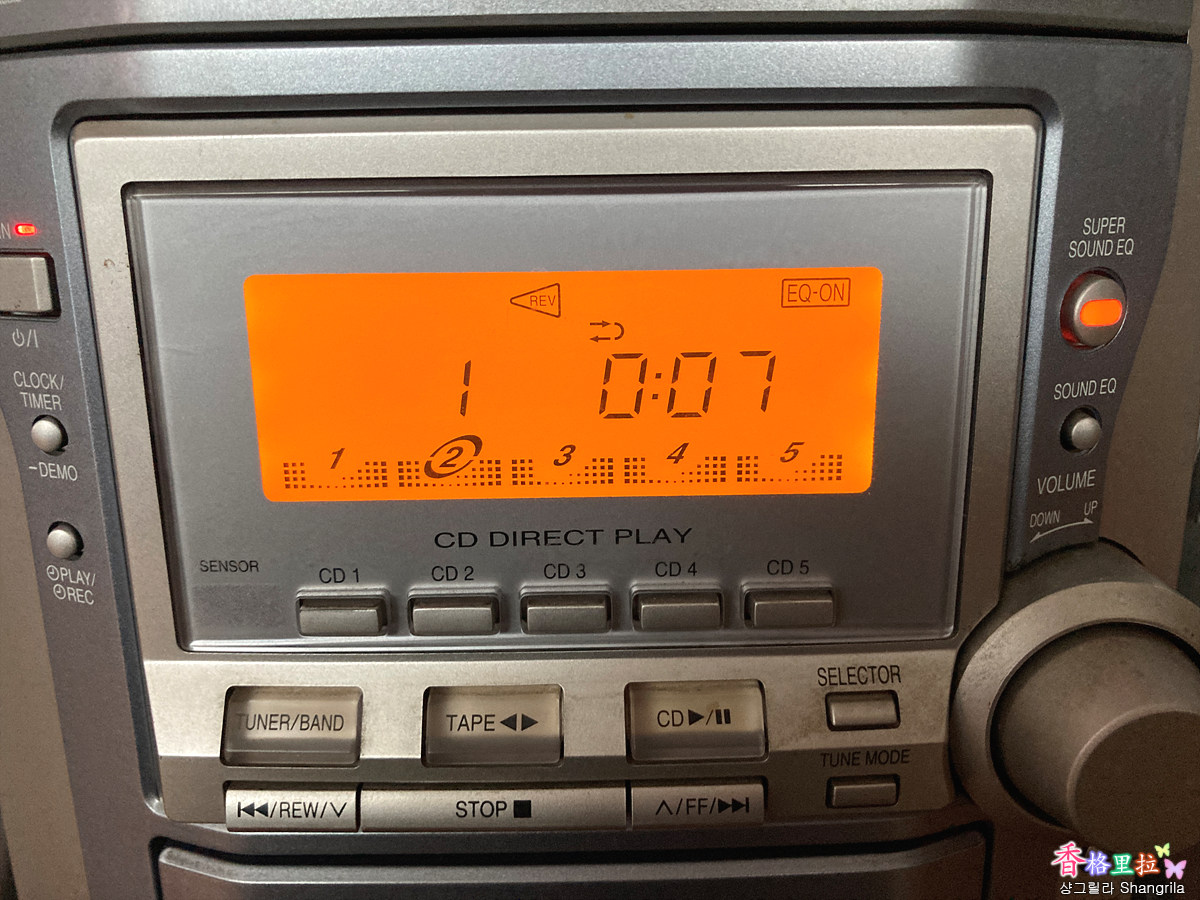 REV
EQ-ON
1 0:07
1 2 3 4 5
CD DIRECT PLAY
SENSOR
CD 1 CD 2 CD 3 CD 4 CD 5
⏻/I
CLOCK/
TIMER
-DEMO
PLAY/
REC
SUPER
SOUND EQ
SOUND EQ
VOLUME
DOWN UP
TUNER/BAND
TAPE ◀▶
CD ▶/⏸
SELECTOR
TUNE MODE
⏮/REW/∨
STOP ■
∧/FF/⏭
香格里拉
샹그릴라 Shangrila